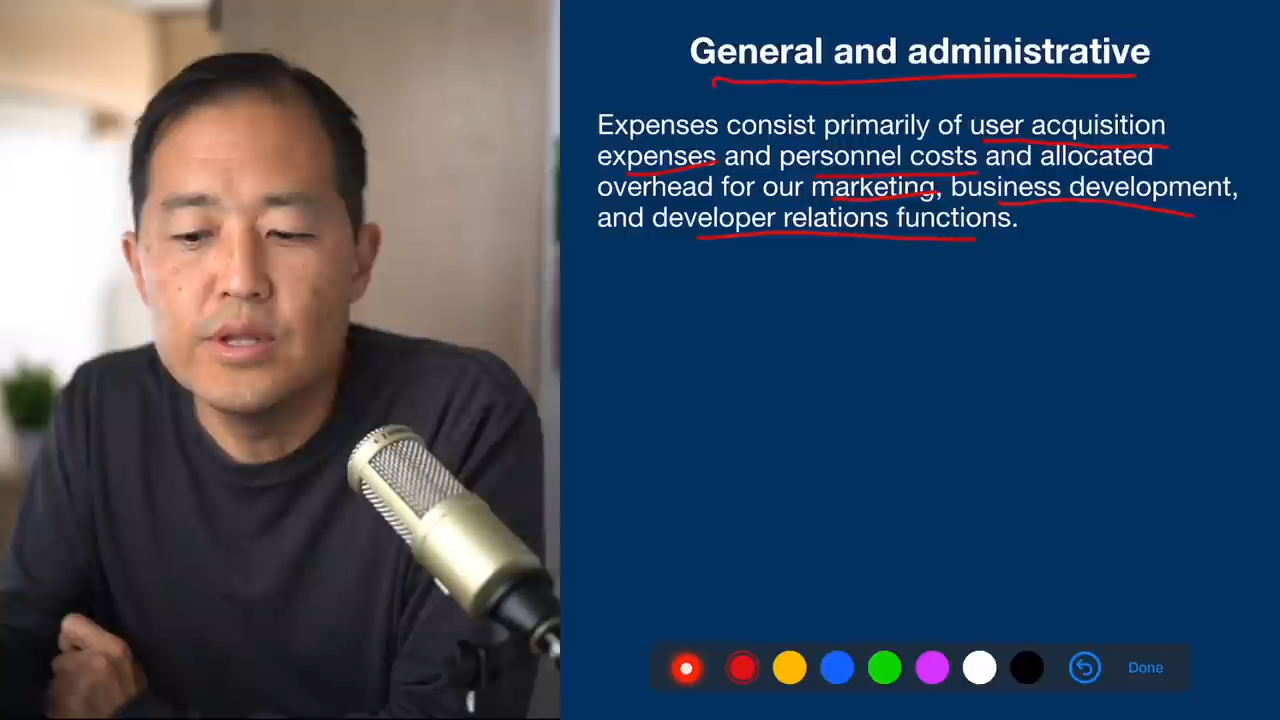 General and administrative
Expenses consist primarily of user acquisition
expenses and personnel costs and allocated
overhead for our marketing, business development,
and developer relations functions.
Done